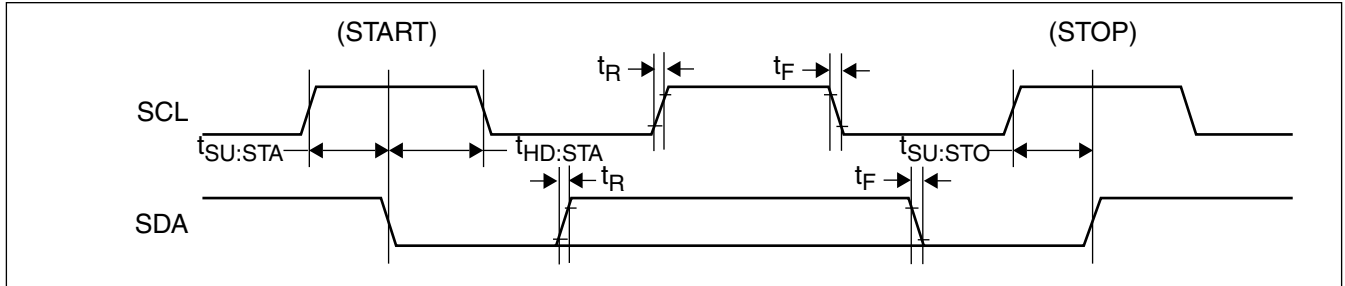 (START)
(STOP)
tR
tF
SCL
tSU:STA
tHD:STA
tSU:STO
tR
tF
SDA